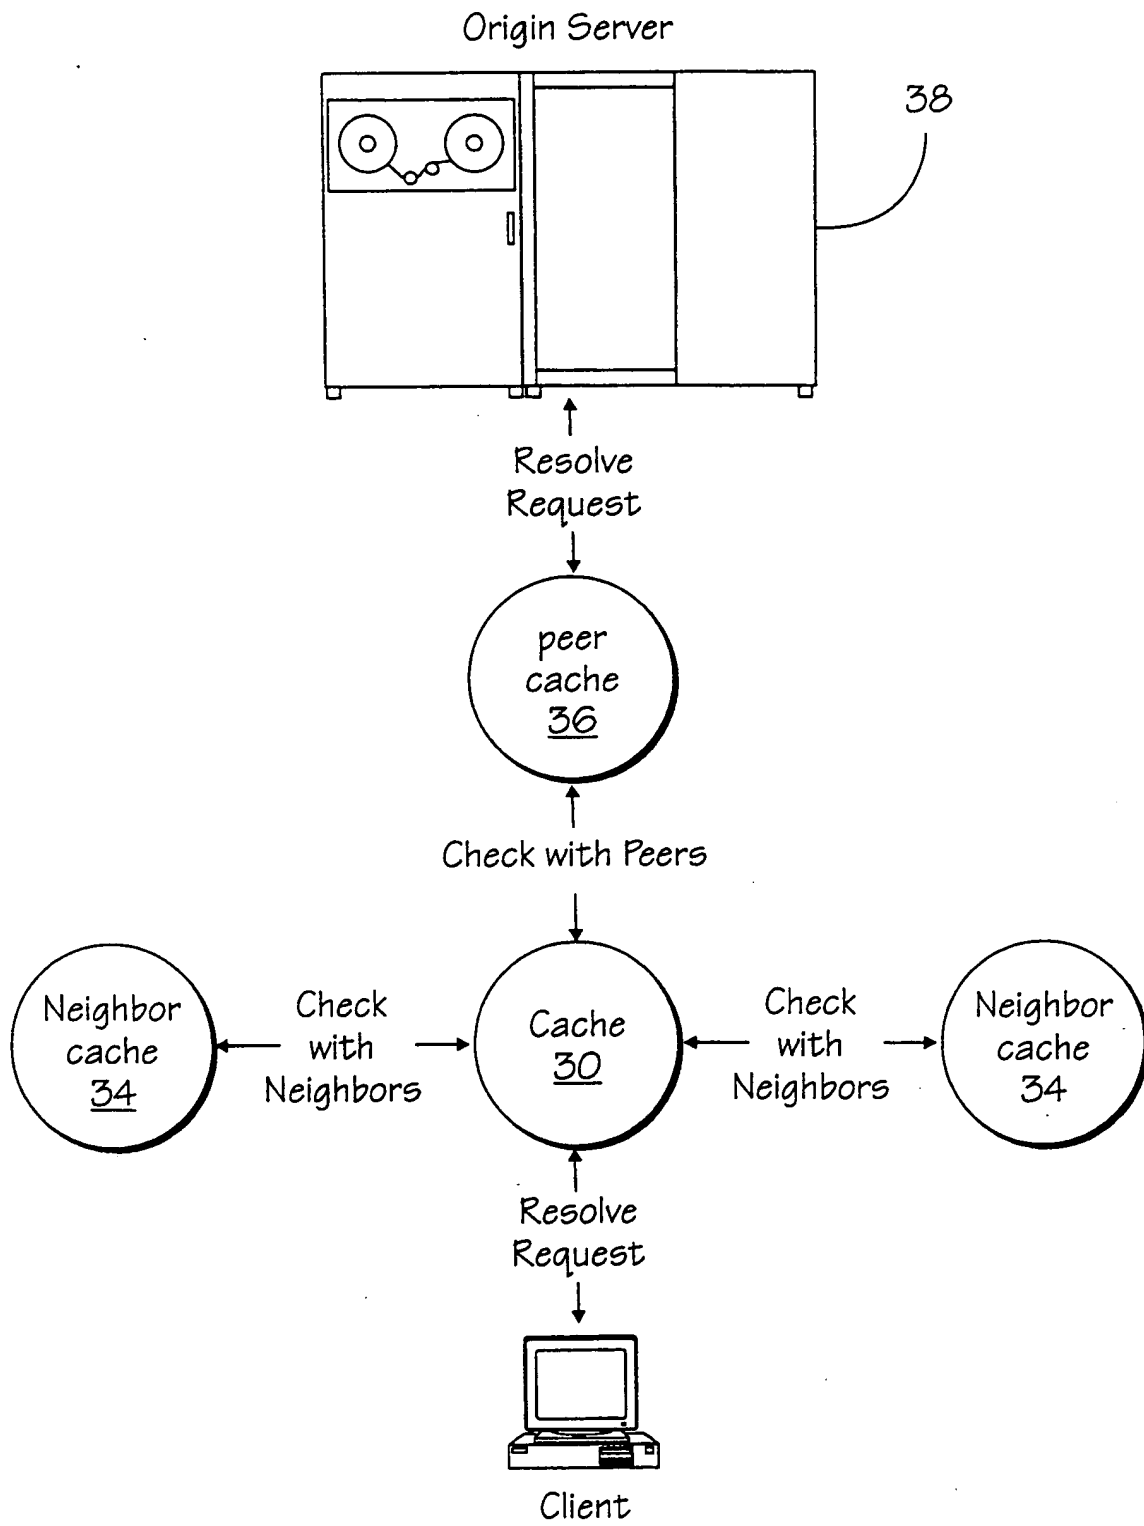 Origin Server
38
Resolve
Request
peer
cache
36
Check with Peers
Neighbor
cache
34
Check
with
Neighbors
Cache
30
Check
with
Neighbors
Neighbor
cache
34
Resolve
Request
Client